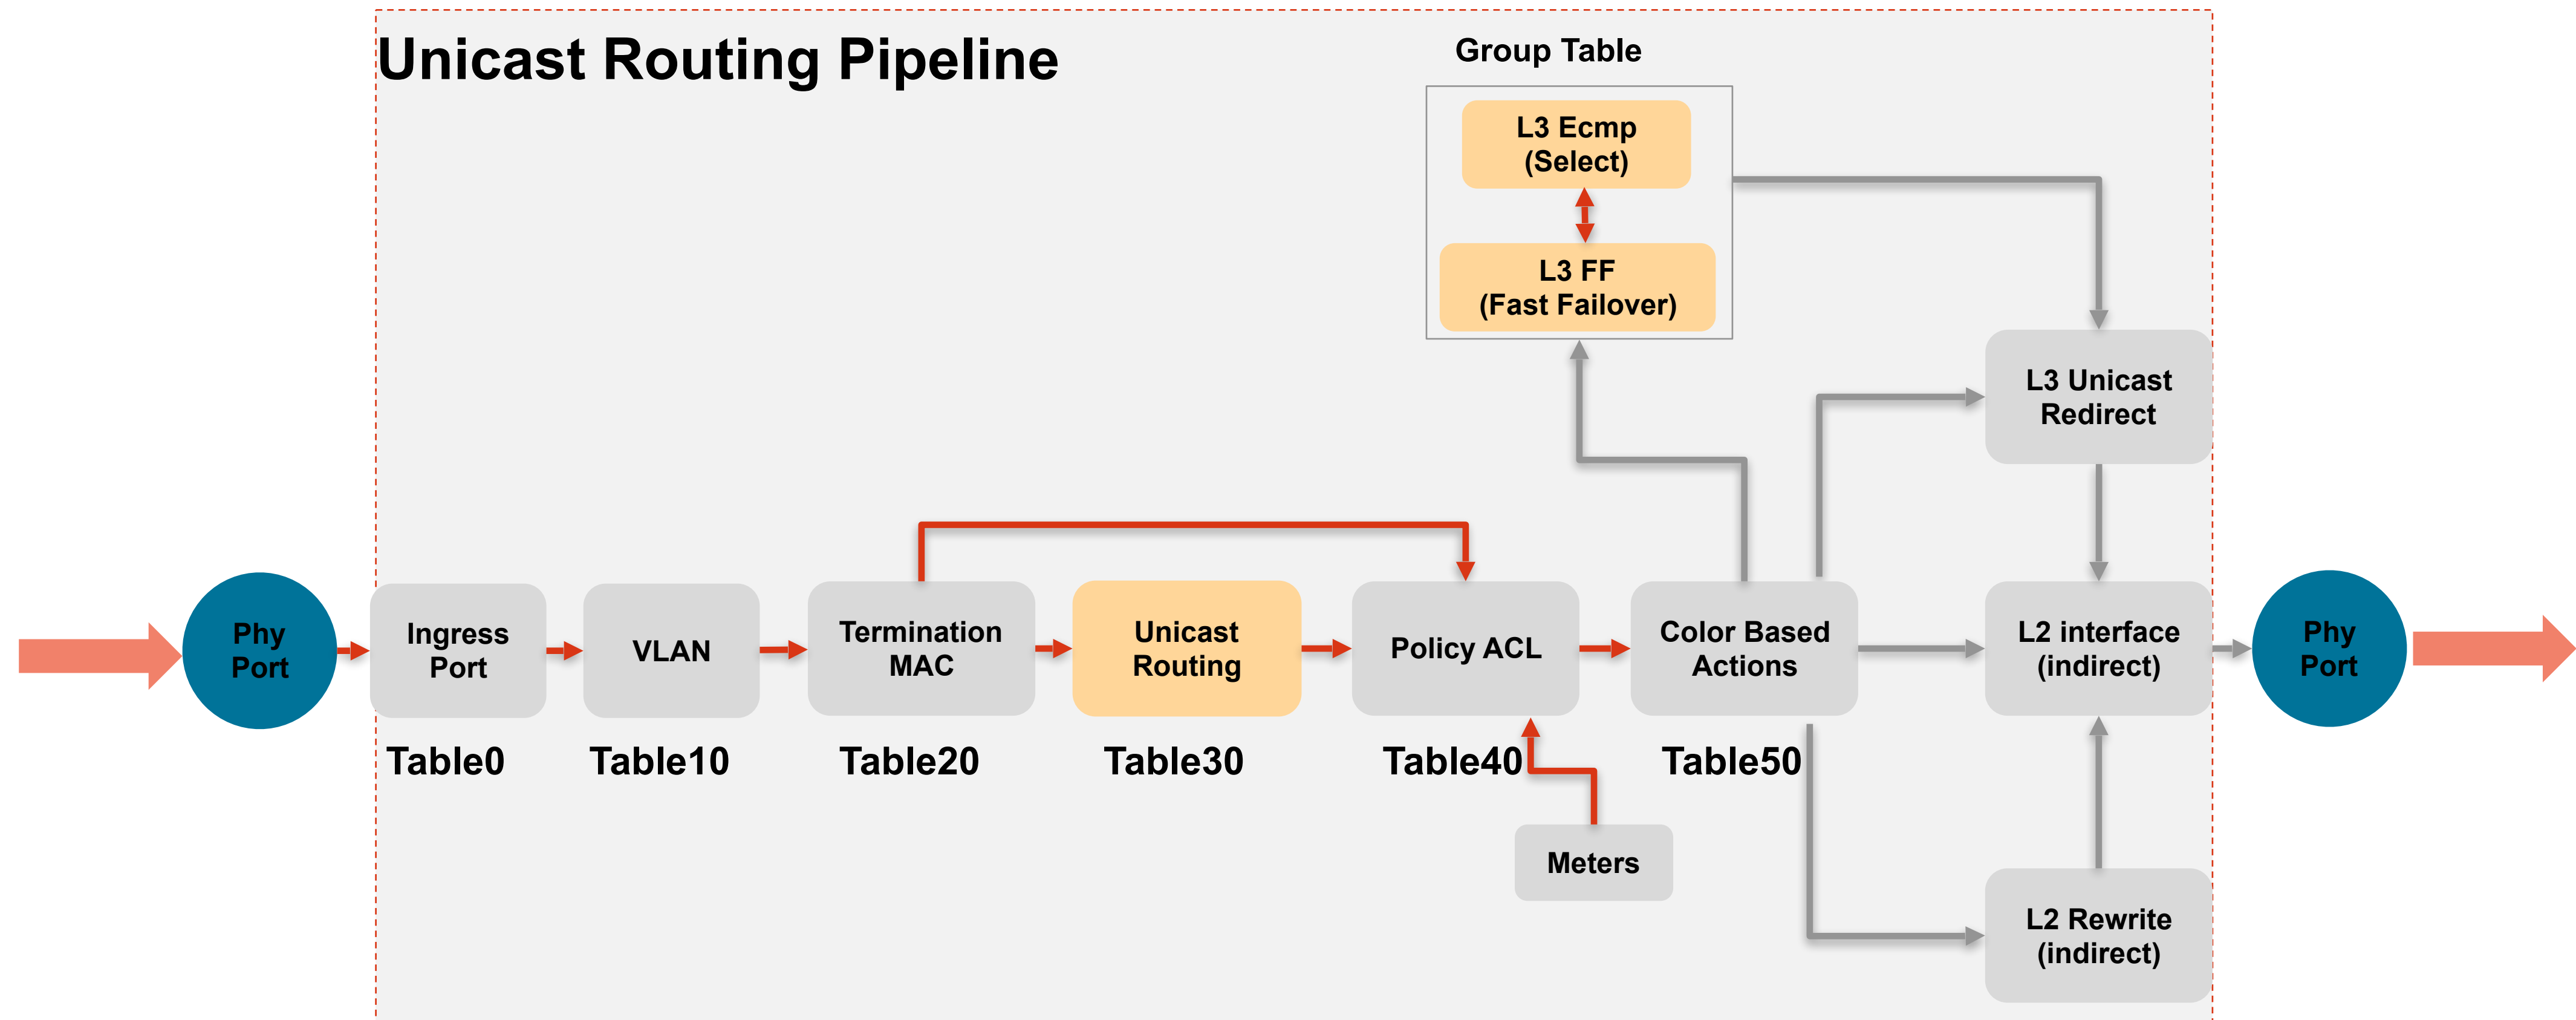 Unicast Routing Pipeline
Group Table
L3 Ecmp
(Select)
L3 FF
(Fast Failover)
L3 Unicast
Redirect
Phy
Port
Ingress
Port
VLAN
Termination
MAC
Unicast
Routing
Policy ACL
Color Based
Actions
L2 interface
(indirect)
Phy
Port
Table0
Table10
Table20
Table30
Table40
Table50
Meters
L2 Rewrite
(indirect)